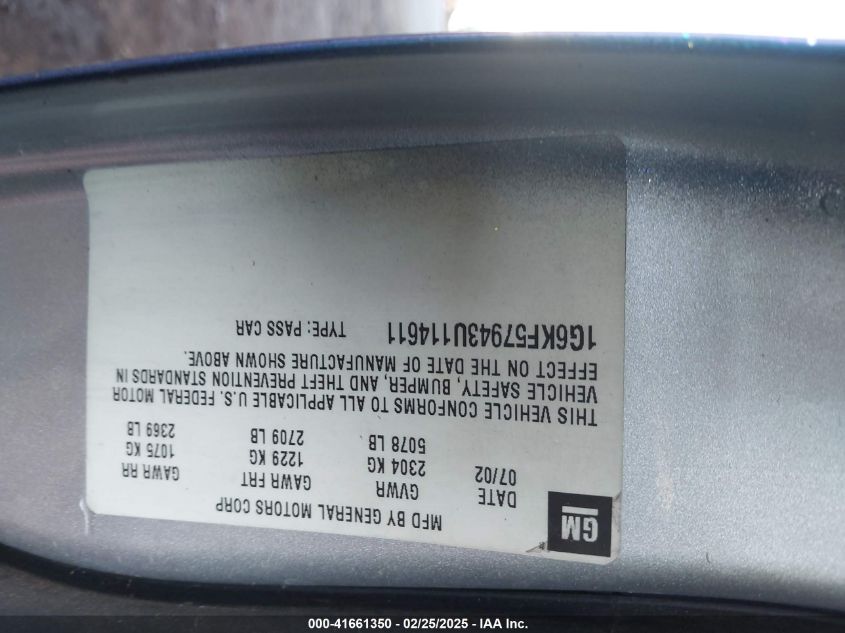 GM
MFD BY GENERAL MOTORS CORP
DATE GVWR GAWR FRT GAWR RR
07/02 2304 KG 1229 KG 1075 KG
5078 LB 2709 LB 2369 LB
THIS VEHICLE CONFORMS TO ALL APPLICABLE U.S. FEDERAL MOTOR
VEHICLE SAFETY, BUMPER, AND THEFT PREVENTION STANDARDS IN
EFFECT ON THE DATE OF MANUFACTURE SHOWN ABOVE.
1G6KF57943U114611 TYPE: PASS CAR
000-41661350 - 02/25/2025 - IAA Inc.